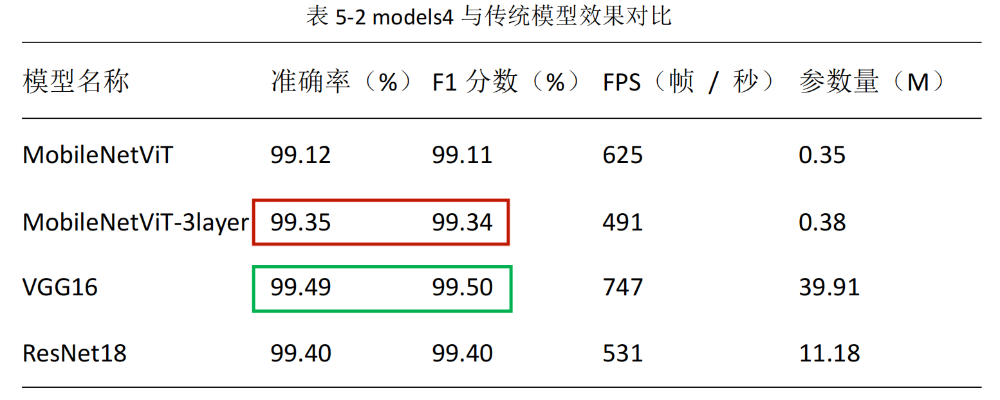 表 5-2 models4 与传统模型效果对比
模型名称 准确率（%） F1 分数（%） FPS（帧 / 秒） 参数量（M）
MobileNetViT 99.12 99.11 625 0.35
MobileNetViT-3layer 99.35 99.34 491 0.38
VGG16 99.49 99.50 747 39.91
ResNet18 99.40 99.40 531 11.18